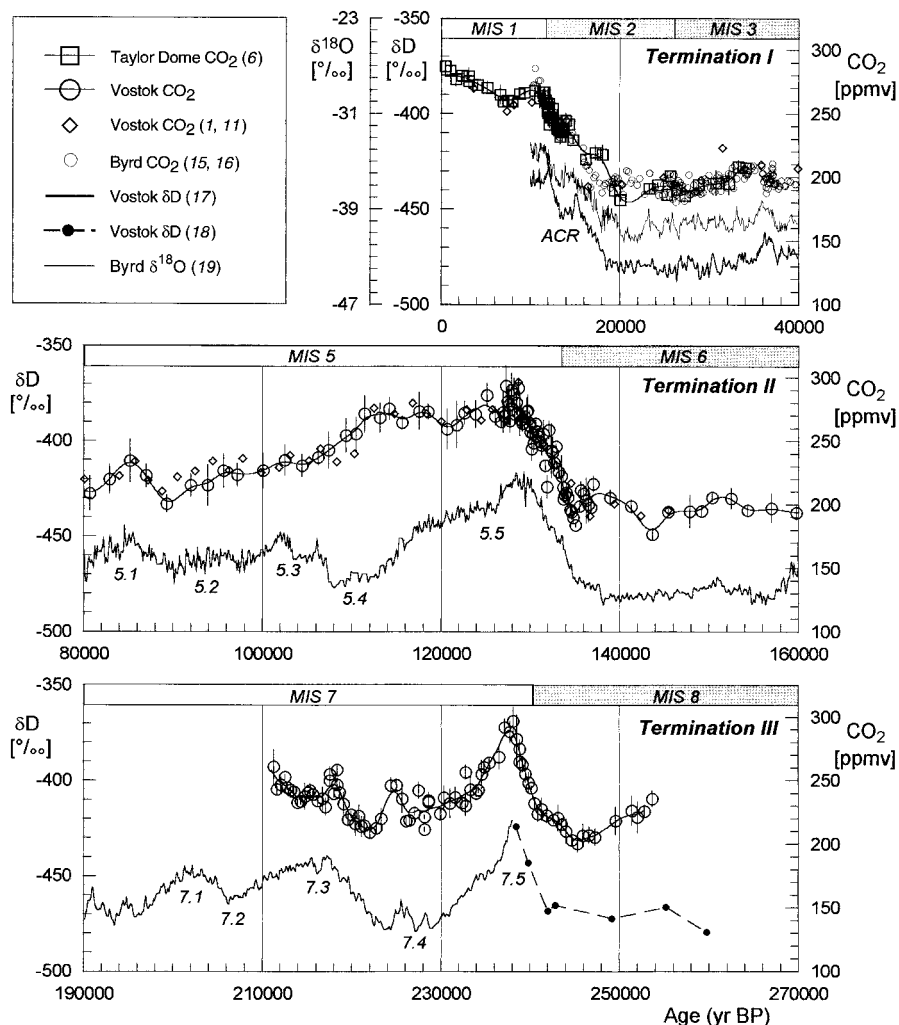 Taylor Dome CO₂ (6)
Vostok CO₂
Vostok CO₂ (1, 11)
Byrd CO₂ (15, 16)
Vostok δD (17)
Vostok δD (18)
Byrd δ¹⁸O (19)
δ¹⁸O
[°/₀₀]
-23
-31
-39
-47
δD
[°/₀₀]
-350
-400
-450
-500
MIS 1
MIS 2
MIS 3
Termination I
ACR
CO₂
[ppmv]
300
250
200
150
100
0
20000
40000
δD
[°/₀₀]
-350
-400
-450
-500
MIS 5
MIS 6
Termination II
5.1
5.2
5.3
5.4
5.5
CO₂
[ppmv]
300
250
200
150
100
80000
100000
120000
140000
160000
δD
[°/₀₀]
-350
-400
-450
-500
MIS 7
MIS 8
Termination III
7.1
7.2
7.3
7.4
7.5
CO₂
[ppmv]
300
250
200
150
100
190000
210000
230000
250000
270000
Age (yr BP)